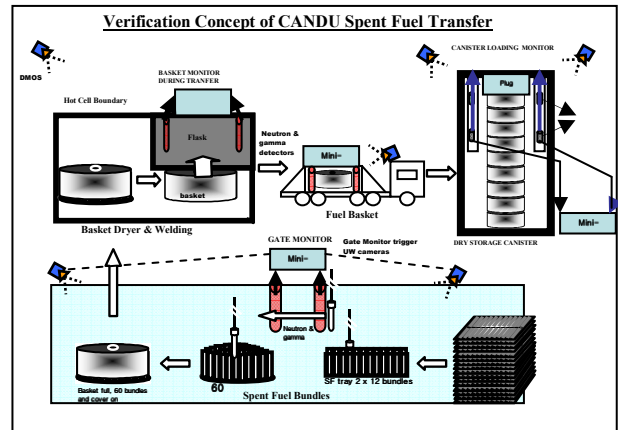 Verification Concept of CANDU Spent Fuel Transfer
DMOS
BASKET MONITOR
DURING TRANFER
CANISTER LOADING MONITOR
Hot Cell Boundary
Flask
basket
Basket Dryer & Welding
Neutron &
gamma
detectors
Mini-
Fuel Basket
Plug
Mini-
DRY STORAGE CANISTER
GATE MONITOR
Mini-
Gate Monitor trigger
UW cameras
Neutron &
gamma
Basket full, 60 bundles
and cover on
60
SF tray 2 x 12 bundles
Spent Fuel Bundles